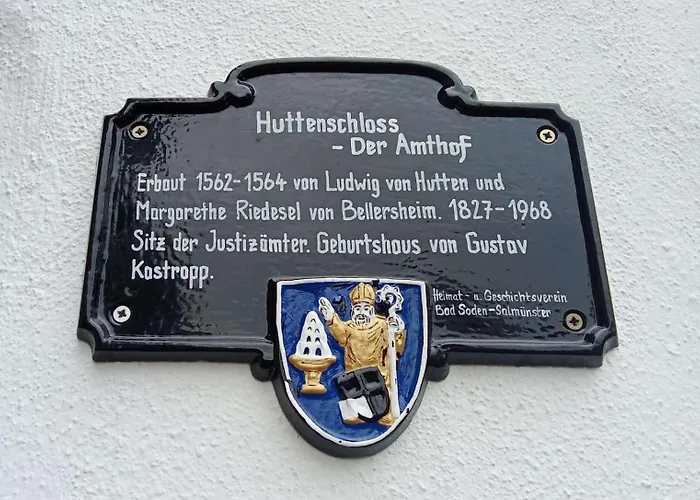 Huttenschloss
- Der Amthof
Erbaut 1562-1564 von Ludwig von Hutten und
Margarethe Riedesel von Bellersheim. 1827-1968
Sitz der Justizämter. Geburtshaus von Gustav
Kastropp.
Heimat- u. Geschichtsverein
Bad Soden-Salmünster